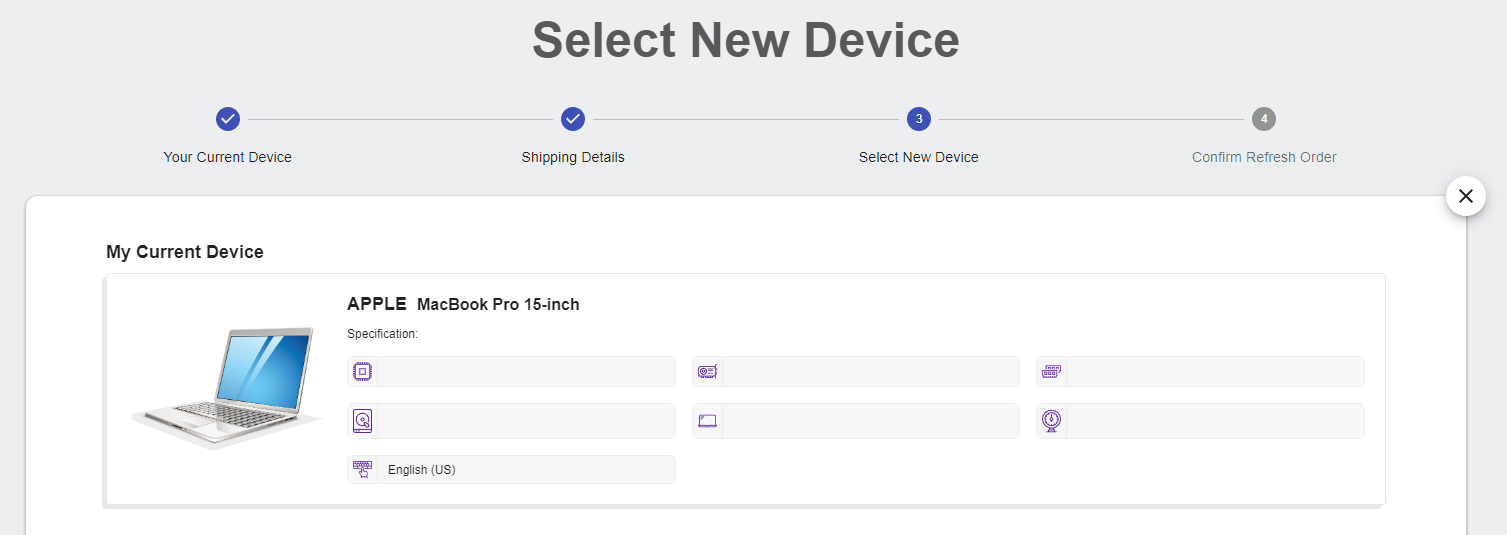 Select New Device
3
4
Your Current Device
Shipping Details
Select New Device
Confirm Refresh Order
My Current Device
APPLE MacBook Pro 15-inch
Specification:
English (US)